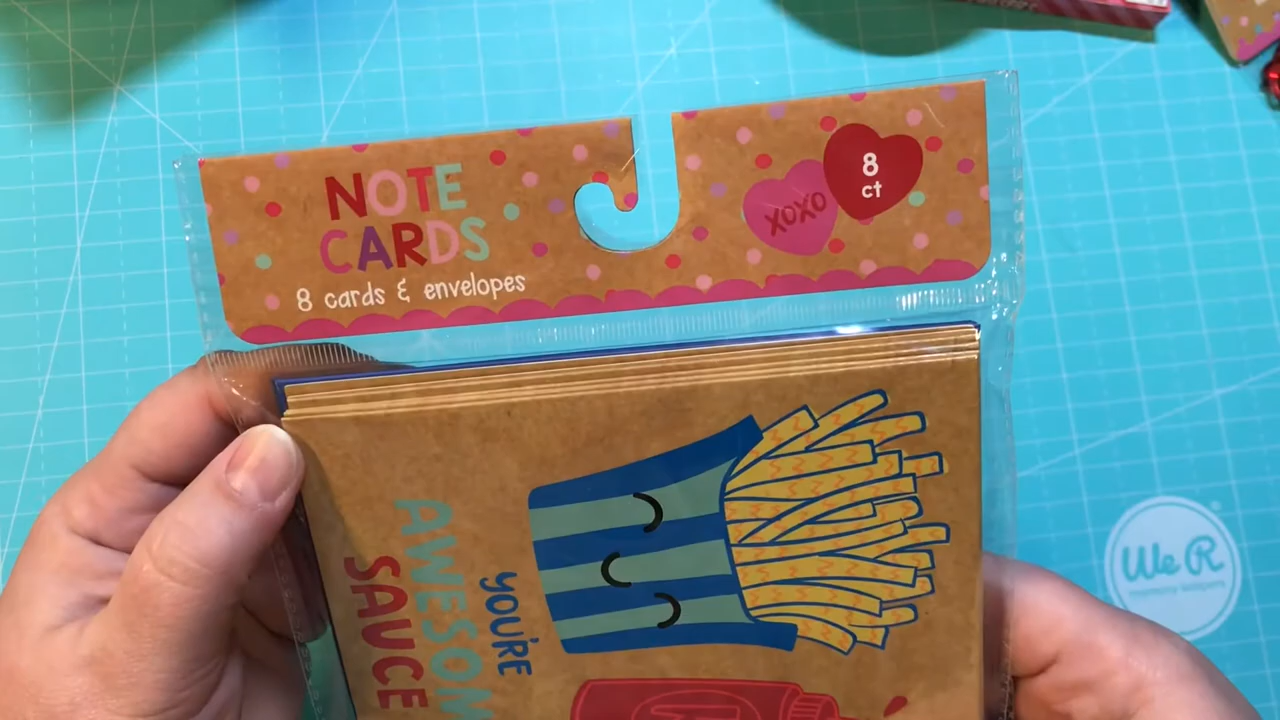 NOTE
CARDS
8 cards & envelopes
XOXO
8
ct
YOU'RE
AWESOM
SAUCE
We R